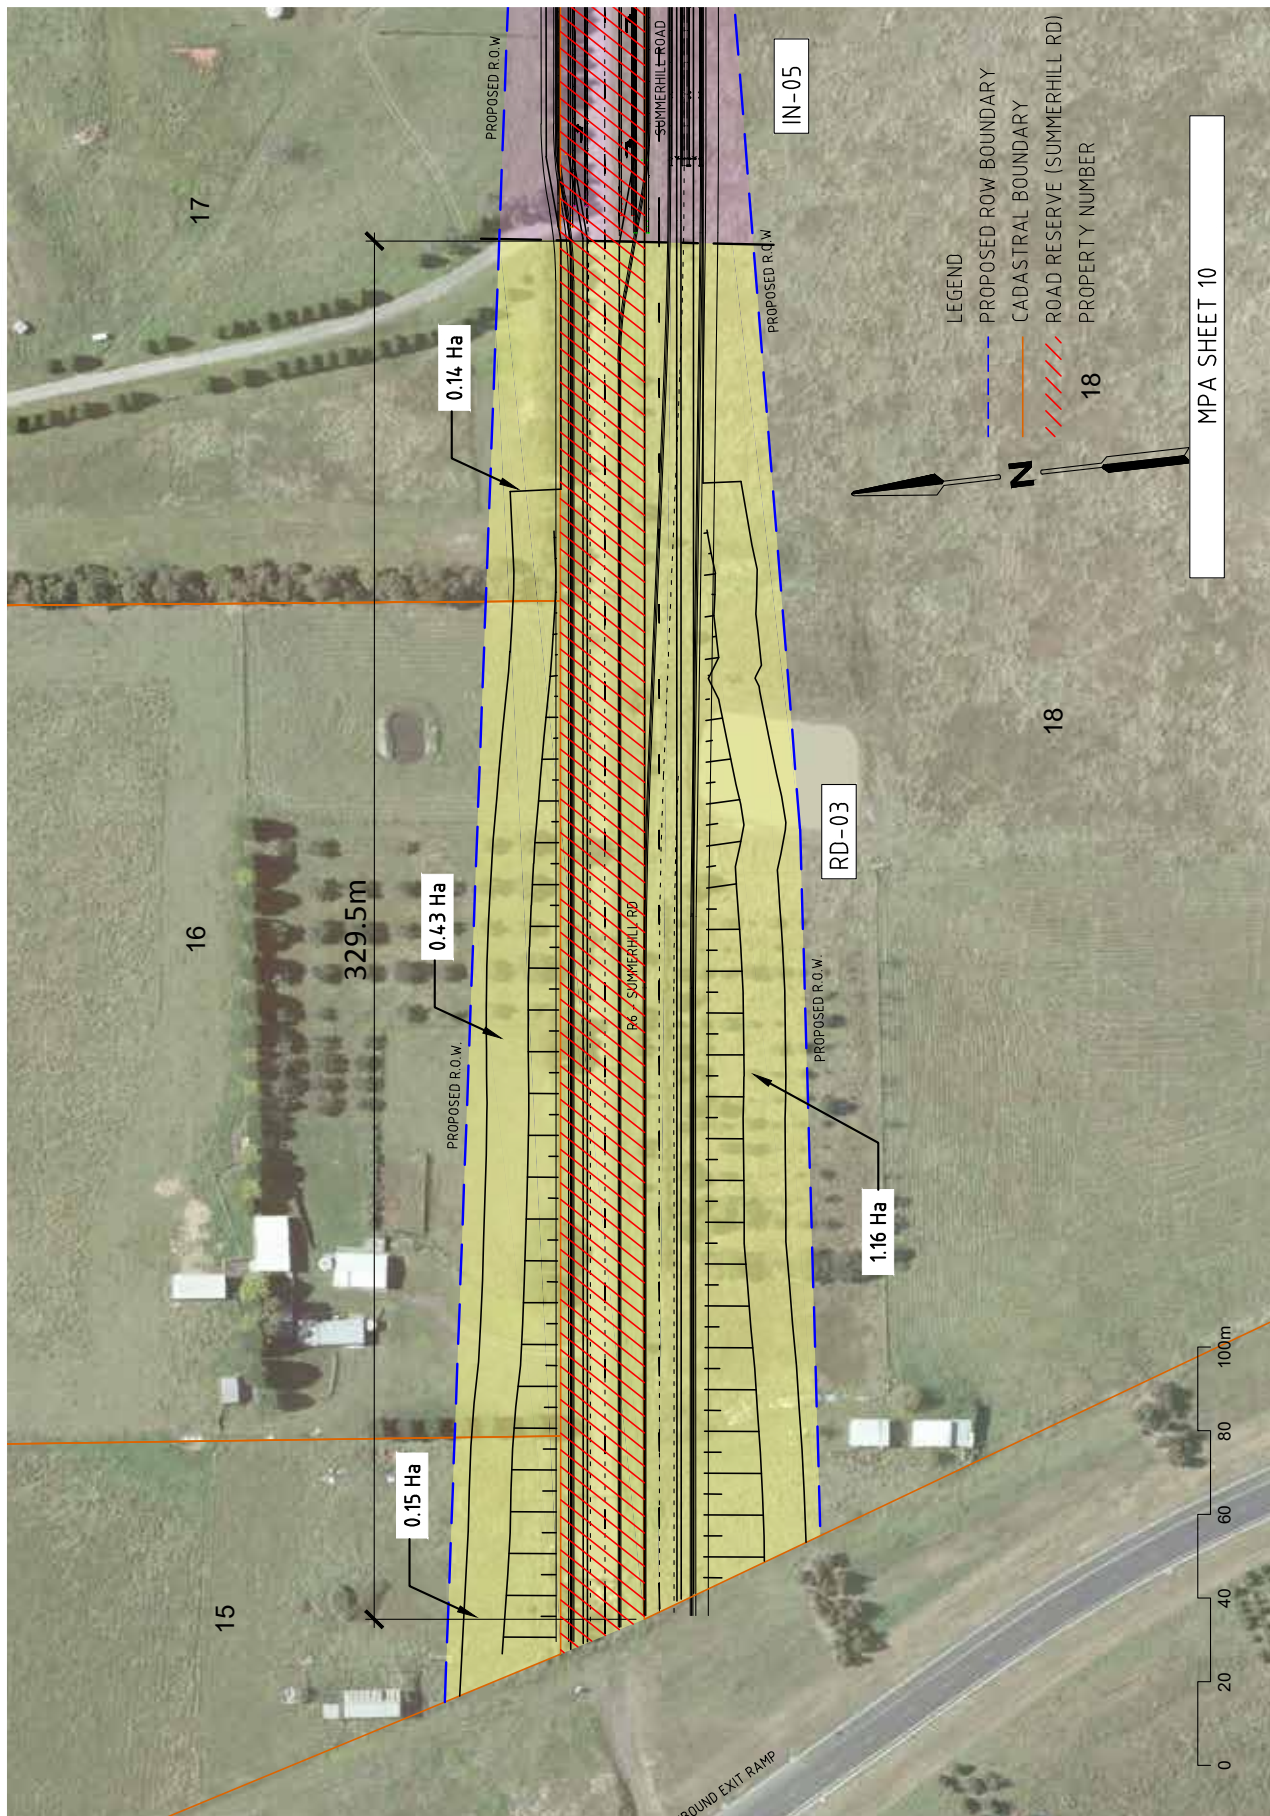 PROPOSED R.O.W
SUMMERHILL ROAD
IN-05
17
PROPOSED R.O.W
0.14 Ha
LEGEND
PROPOSED ROW BOUNDARY
CADASTRAL BOUNDARY
ROAD RESERVE (SUMMERHILL RD)
18 PROPERTY NUMBER
N
MPA SHEET 10
18
RD-03
16
329.5m
0.43 Ha
R6 - SUMMERHILL RD
PROPOSED R.O.W.
PROPOSED R.O.W
1.16 Ha
0.15 Ha
15
0 20 40 60 80 100m
BOUND EXIT RAMP